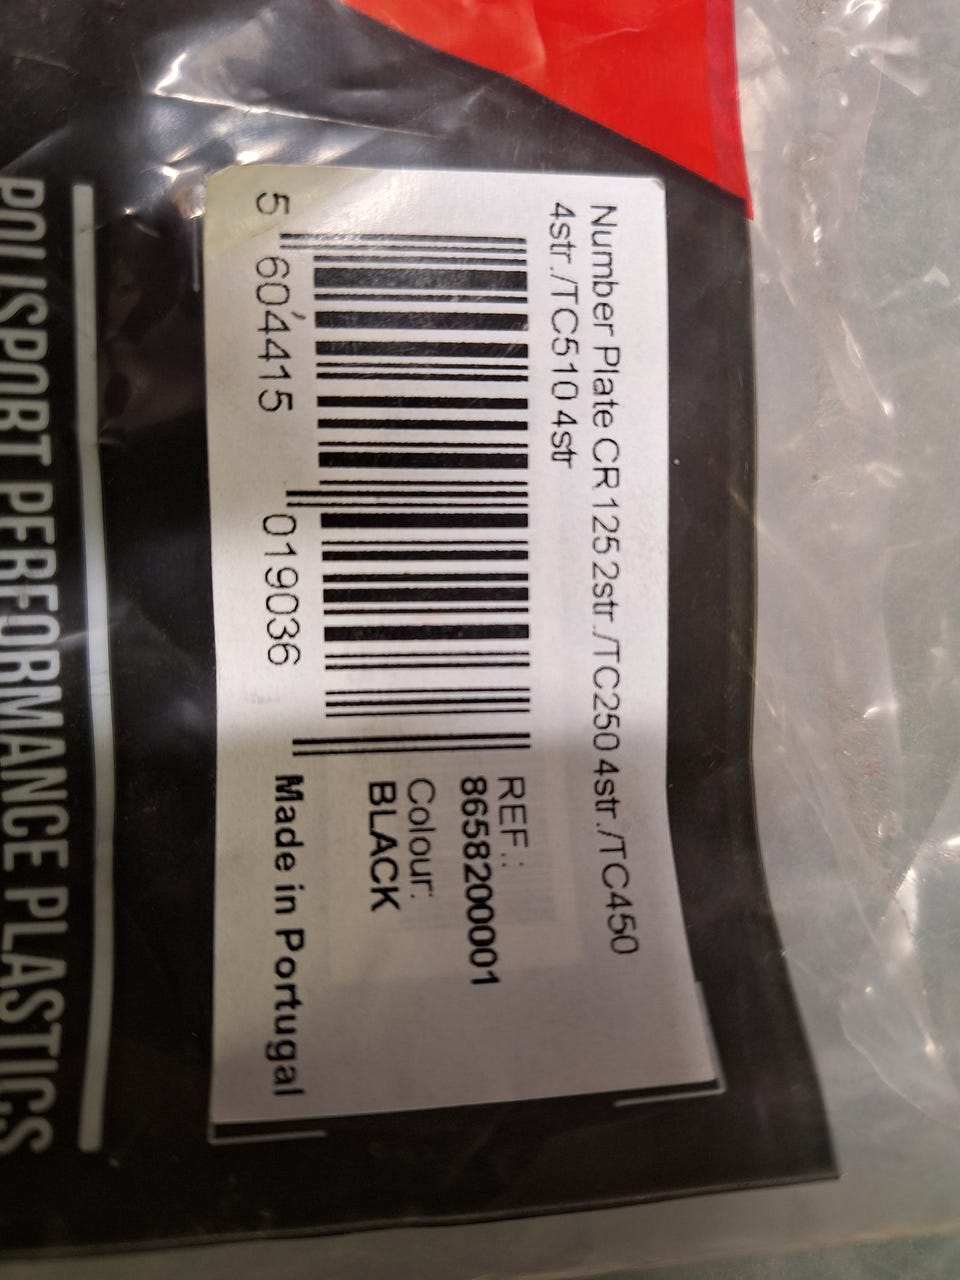 Number Plate CR 125 2str./TC250 4str./TC450
4str./TC510 4str
REF.:
8658200001
Colour:
BLACK
Made in Portugal
5 604415 019036
POLISPORT PERFORMANCE PLASTICS